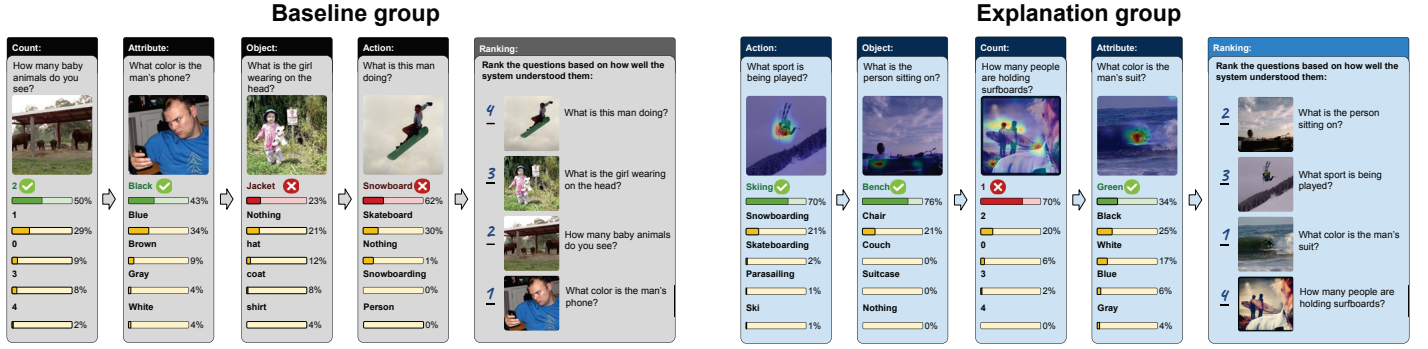 Baseline group
Count:
How many baby
animals do you
see?
2
50%
1
29%
0
9%
3
8%
4
2%
Attribute:
What color is the
man's phone?
Black
43%
Blue
34%
Brown
9%
Gray
4%
White
4%
Object:
What is the girl
wearing on the
head?
Jacket
23%
Nothing
21%
hat
12%
coat
8%
shirt
4%
Action:
What is this man
doing?
Snowboard
62%
Skateboard
30%
Nothing
1%
Snowboarding
0%
Person
0%
Ranking:
Rank the questions based on how well the
system understood them:
4
What is this man doing?
3
What is the girl wearing
on the head?
2
How many baby animals
do you see?
1
What color is the man's
phone?
Explanation group
Action:
What sport is
being played?
Skiing
70%
Snowboarding
21%
Skateboarding
2%
Parasailing
1%
Ski
1%
Object:
What is the
person sitting on?
Bench
76%
Chair
21%
Couch
0%
Suitcase
0%
Nothing
0%
Count:
How many people
are holding
surfboards?
1
70%
2
20%
0
6%
3
2%
4
0%
Attribute:
What color is the
man's suit?
Green
34%
Black
25%
White
17%
Blue
6%
Gray
4%
Ranking:
Rank the questions based on how well the
system understood them:
2
What is the person
sitting on?
3
What sport is being
played?
1
What color is the man's
suit?
4
How many people are
holding surfboards?